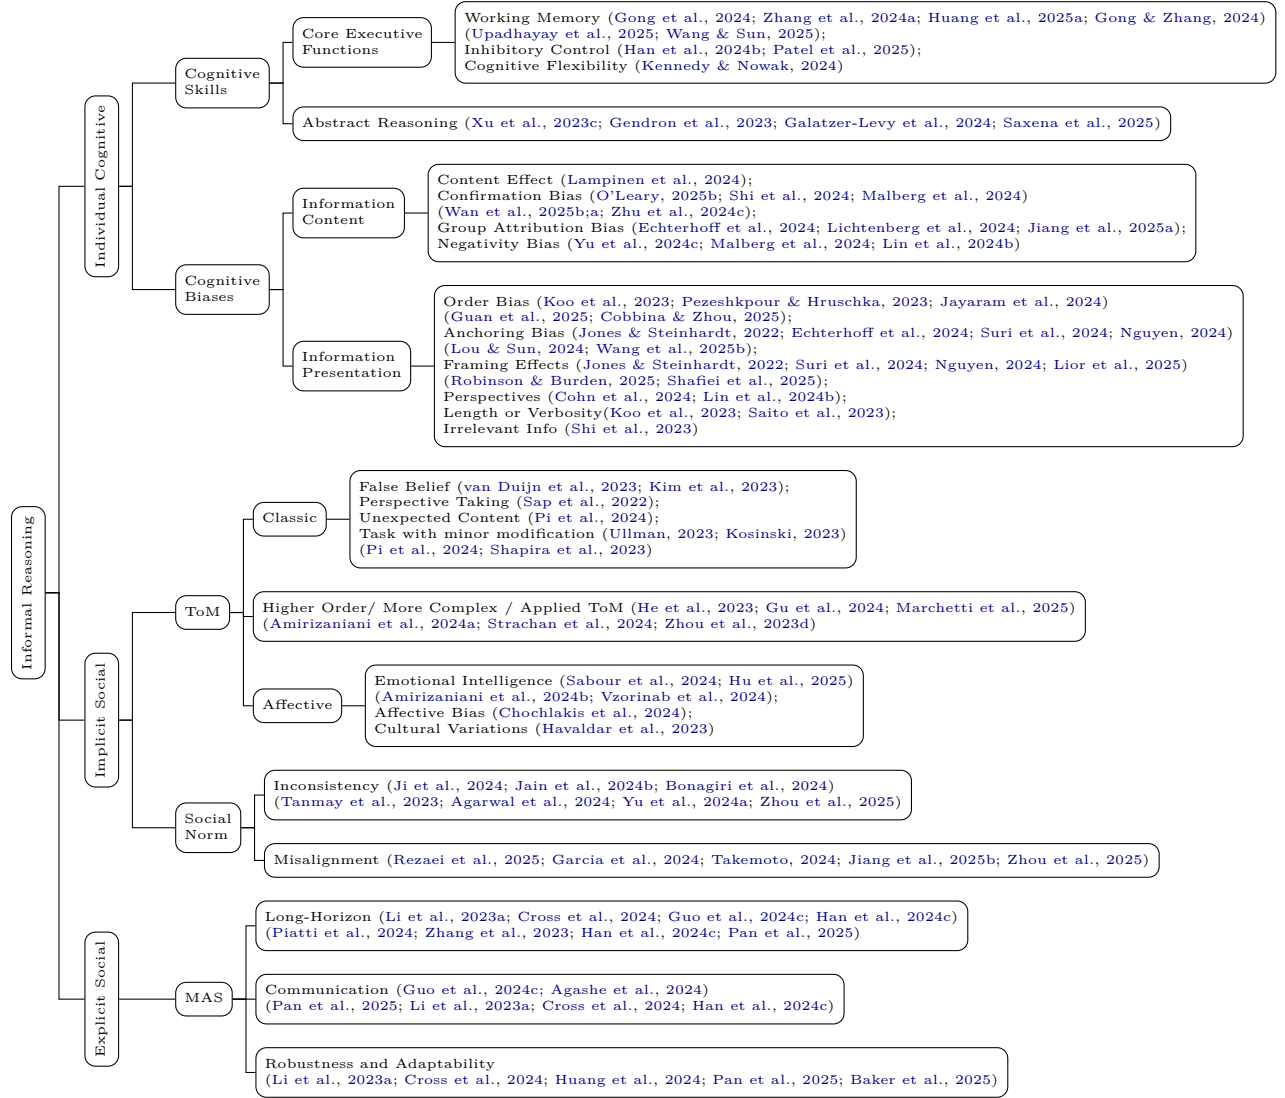 Informal Reasoning
Individual Cognitive
Cognitive
Skills
Core Executive
Functions
Working Memory (Gong et al., 2024; Zhang et al., 2024a; Huang et al., 2025a; Gong & Zhang, 2024)
(Upadhayay et al., 2025; Wang & Sun, 2025);
Inhibitory Control (Han et al., 2024b; Patel et al., 2025);
Cognitive Flexibility (Kennedy & Nowak, 2024)
Abstract Reasoning (Xu et al., 2023c; Gendron et al., 2023; Galatzer-Levy et al., 2024; Saxena et al., 2025)
Cognitive
Biases
Information
Content
Content Effect (Lampinen et al., 2024);
Confirmation Bias (O'Leary, 2025b; Shi et al., 2024; Malberg et al., 2024)
(Wan et al., 2025b;a; Zhu et al., 2024c);
Group Attribution Bias (Echterhoff et al., 2024; Lichtenberg et al., 2024; Jiang et al., 2025a);
Negativity Bias (Yu et al., 2024c; Malberg et al., 2024; Lin et al., 2024b)
Information
Presentation
Order Bias (Koo et al., 2023; Pezeshkpour & Hruschka, 2023; Jayaram et al., 2024)
(Guan et al., 2025; Cobbina & Zhou, 2025);
Anchoring Bias (Jones & Steinhardt, 2022; Echterhoff et al., 2024; Suri et al., 2024; Nguyen, 2024)
(Lou & Sun, 2024; Wang et al., 2025b);
Framing Effects (Jones & Steinhardt, 2022; Suri et al., 2024; Nguyen, 2024; Lior et al., 2025)
(Robinson & Burden, 2025; Shafiei et al., 2025);
Perspectives (Cohn et al., 2024; Lin et al., 2024b);
Length or Verbosity(Koo et al., 2023; Saito et al., 2023);
Irrelevant Info (Shi et al., 2023)
Implicit Social
ToM
Classic
False Belief (van Duijn et al., 2023; Kim et al., 2023);
Perspective Taking (Sap et al., 2022);
Unexpected Content (Pi et al., 2024);
Task with minor modification (Ullman, 2023; Kosinski, 2023)
(Pi et al., 2024; Shapira et al., 2023)
Higher Order/ More Complex / Applied ToM (He et al., 2023; Gu et al., 2024; Marchetti et al., 2025)
(Amirizaniani et al., 2024a; Strachan et al., 2024; Zhou et al., 2023d)
Affective
Emotional Intelligence (Sabour et al., 2024; Hu et al., 2025)
(Amirizaniani et al., 2024b; Vzorinab et al., 2024);
Affective Bias (Chochlakis et al., 2024);
Cultural Variations (Havaldar et al., 2023)
Social
Norm
Inconsistency (Ji et al., 2024; Jain et al., 2024b; Bonagiri et al., 2024)
(Tanmay et al., 2023; Agarwal et al., 2024; Yu et al., 2024a; Zhou et al., 2025)
Misalignment (Rezaei et al., 2025; Garcia et al., 2024; Takemoto, 2024; Jiang et al., 2025b; Zhou et al., 2025)
Explicit Social
MAS
Long-Horizon (Li et al., 2023a; Cross et al., 2024; Guo et al., 2024c; Han et al., 2024c)
(Piatti et al., 2024; Zhang et al., 2023; Han et al., 2024c; Pan et al., 2025)
Communication (Guo et al., 2024c; Agashe et al., 2024)
(Pan et al., 2025; Li et al., 2023a; Cross et al., 2024; Han et al., 2024c)
Robustness and Adaptability
(Li et al., 2023a; Cross et al., 2024; Huang et al., 2024; Pan et al., 2025; Baker et al., 2025)